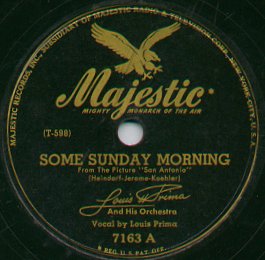 MAJESTIC RECORDS, INC., SUBSIDIARY OF MAJESTIC RADIO & TELEVISION CORP., NEW YORK CITY, U.S.A.
Majestic
MIGHTY MONARCH OF THE AIR
(T-598)
SOME SUNDAY MORNING
From The Picture "San Antonio"
(Heindorf-Jerome-Koehler)
Louis Prima
And His Orchestra
Vocal by Louis Prima
7163 A
® REG. U. S. PAT. OFF.